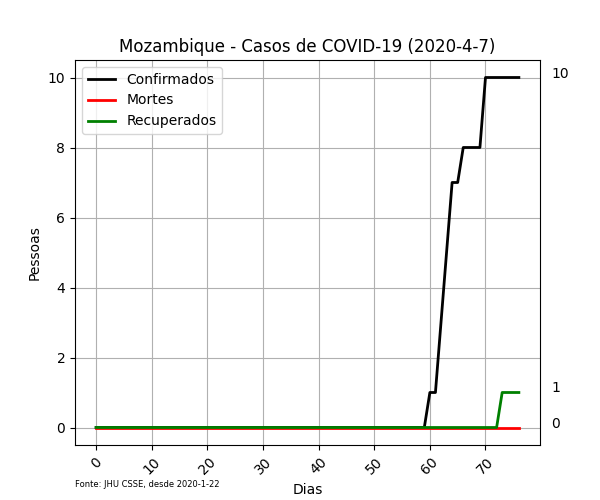 Mozambique - Casos de COVID-19 (2020-4-7)
Confirmados
Mortes
Recuperados
Pessoas
10
8
6
4
2
0
10
1
0
0
10
20
30
40
50
60
70
Dias
Fonte: JHU CSSE, desde 2020-1-22